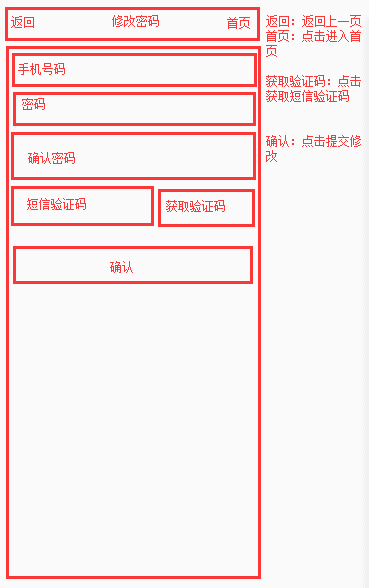 返回 修改密码 首页
手机号码
密码
确认密码
短信验证码 获取验证码
确认
返回：返回上一页
首页：点击进入首
页
获取验证码：点击
获取短信验证码
确认：点击提交修
改